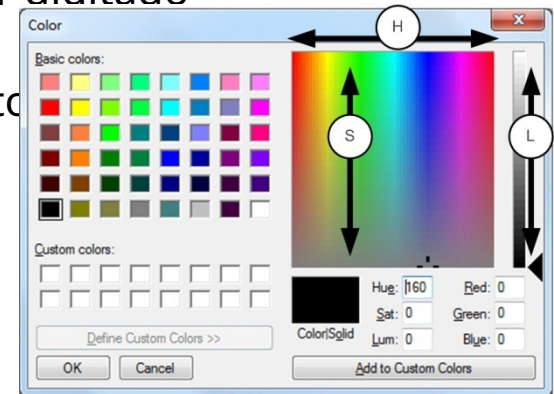 Color
x
H
Basic colors:
S
L
Custom colors:
Define Custom Colors >>
OK
Cancel
Color|Solid
Hue: 160
Red: 0
Sat: 0
Green: 0
Lum: 0
Blue: 0
Add to Custom Colors